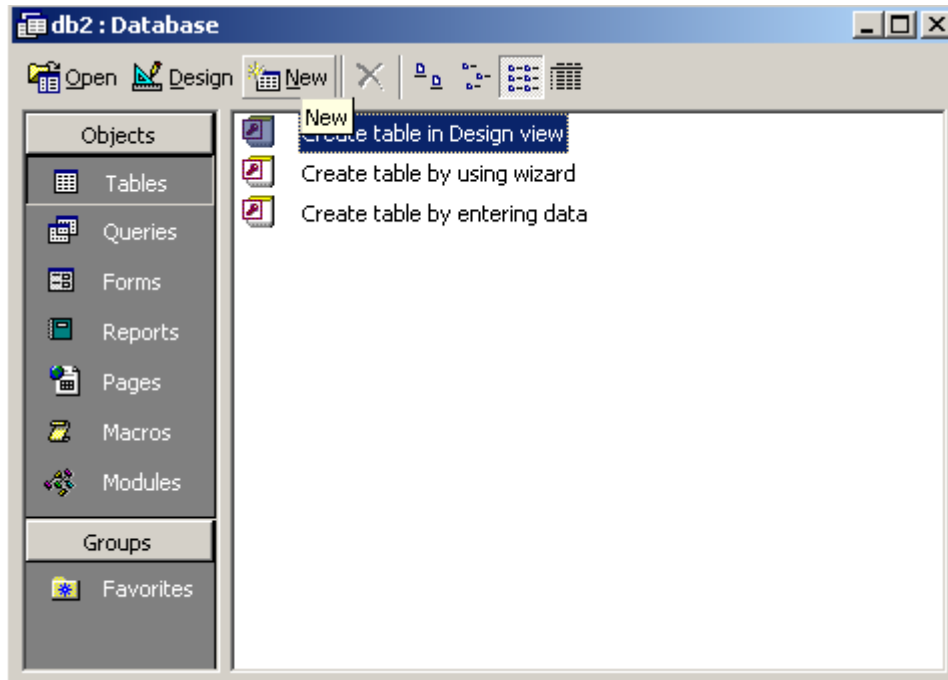 db2 : Database
Open Design New
New
Objects
Tables
Queries
Forms
Reports
Pages
Macros
Modules
Groups
Favorites
Create table in Design view
Create table by using wizard
Create table by entering data